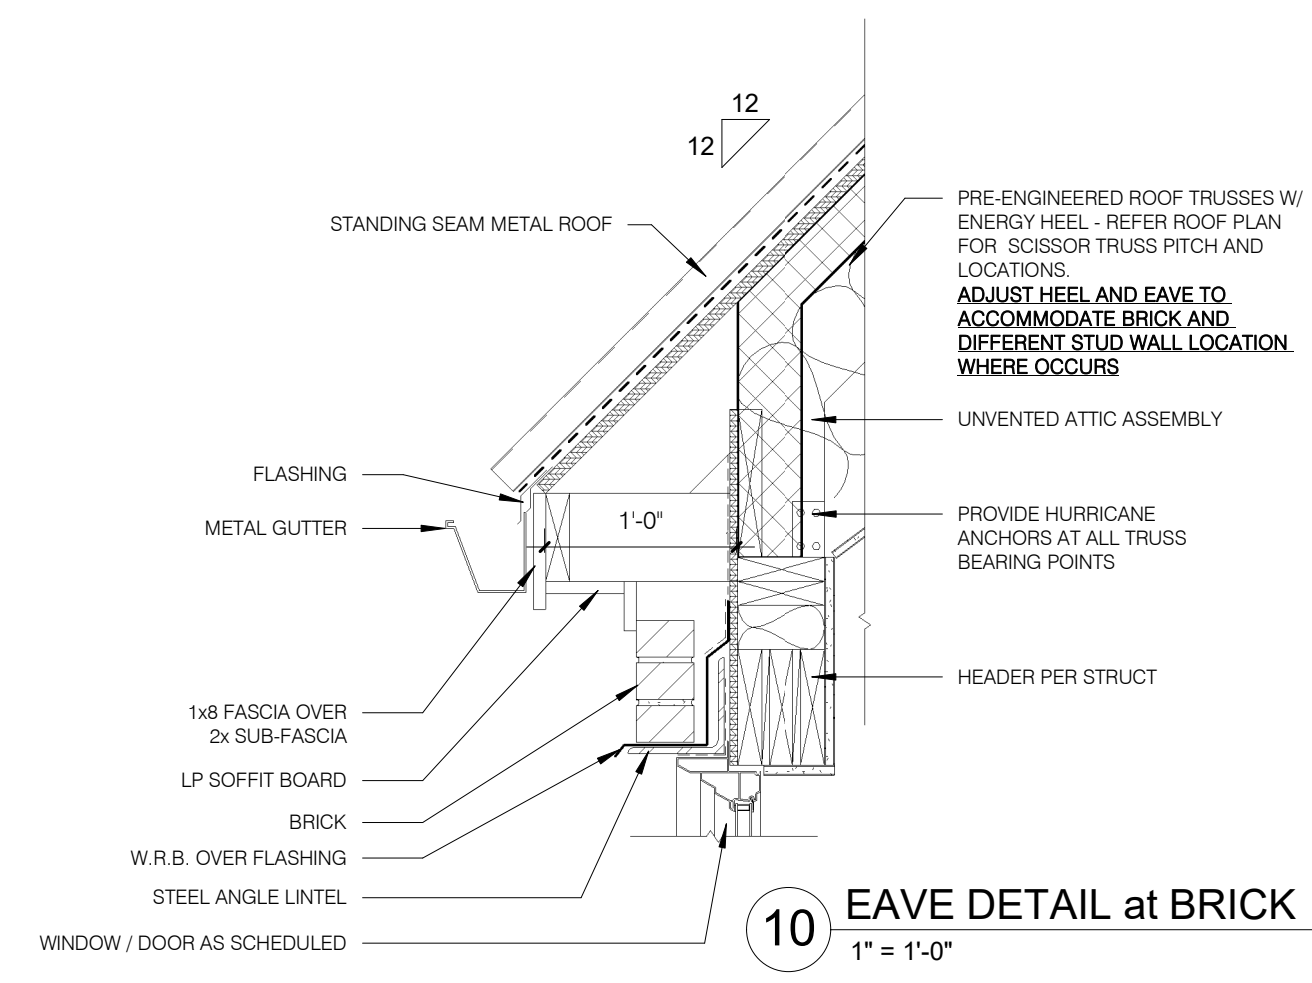 12
12
STANDING SEAM METAL ROOF
PRE-ENGINEERED ROOF TRUSSES W/
ENERGY HEEL - REFER ROOF PLAN
FOR SCISSOR TRUSS PITCH AND
LOCATIONS.
ADJUST HEEL AND EAVE TO
ACCOMMODATE BRICK AND
DIFFERENT STUD WALL LOCATION
WHERE OCCURS
UNVENTED ATTIC ASSEMBLY
FLASHING
METAL GUTTER
1'-0"
PROVIDE HURRICANE
ANCHORS AT ALL TRUSS
BEARING POINTS
HEADER PER STRUCT
1x8 FASCIA OVER
2x SUB-FASCIA
LP SOFFIT BOARD
BRICK
W.R.B. OVER FLASHING
STEEL ANGLE LINTEL
WINDOW / DOOR AS SCHEDULED
10
EAVE DETAIL at BRICK
1" = 1'-0"